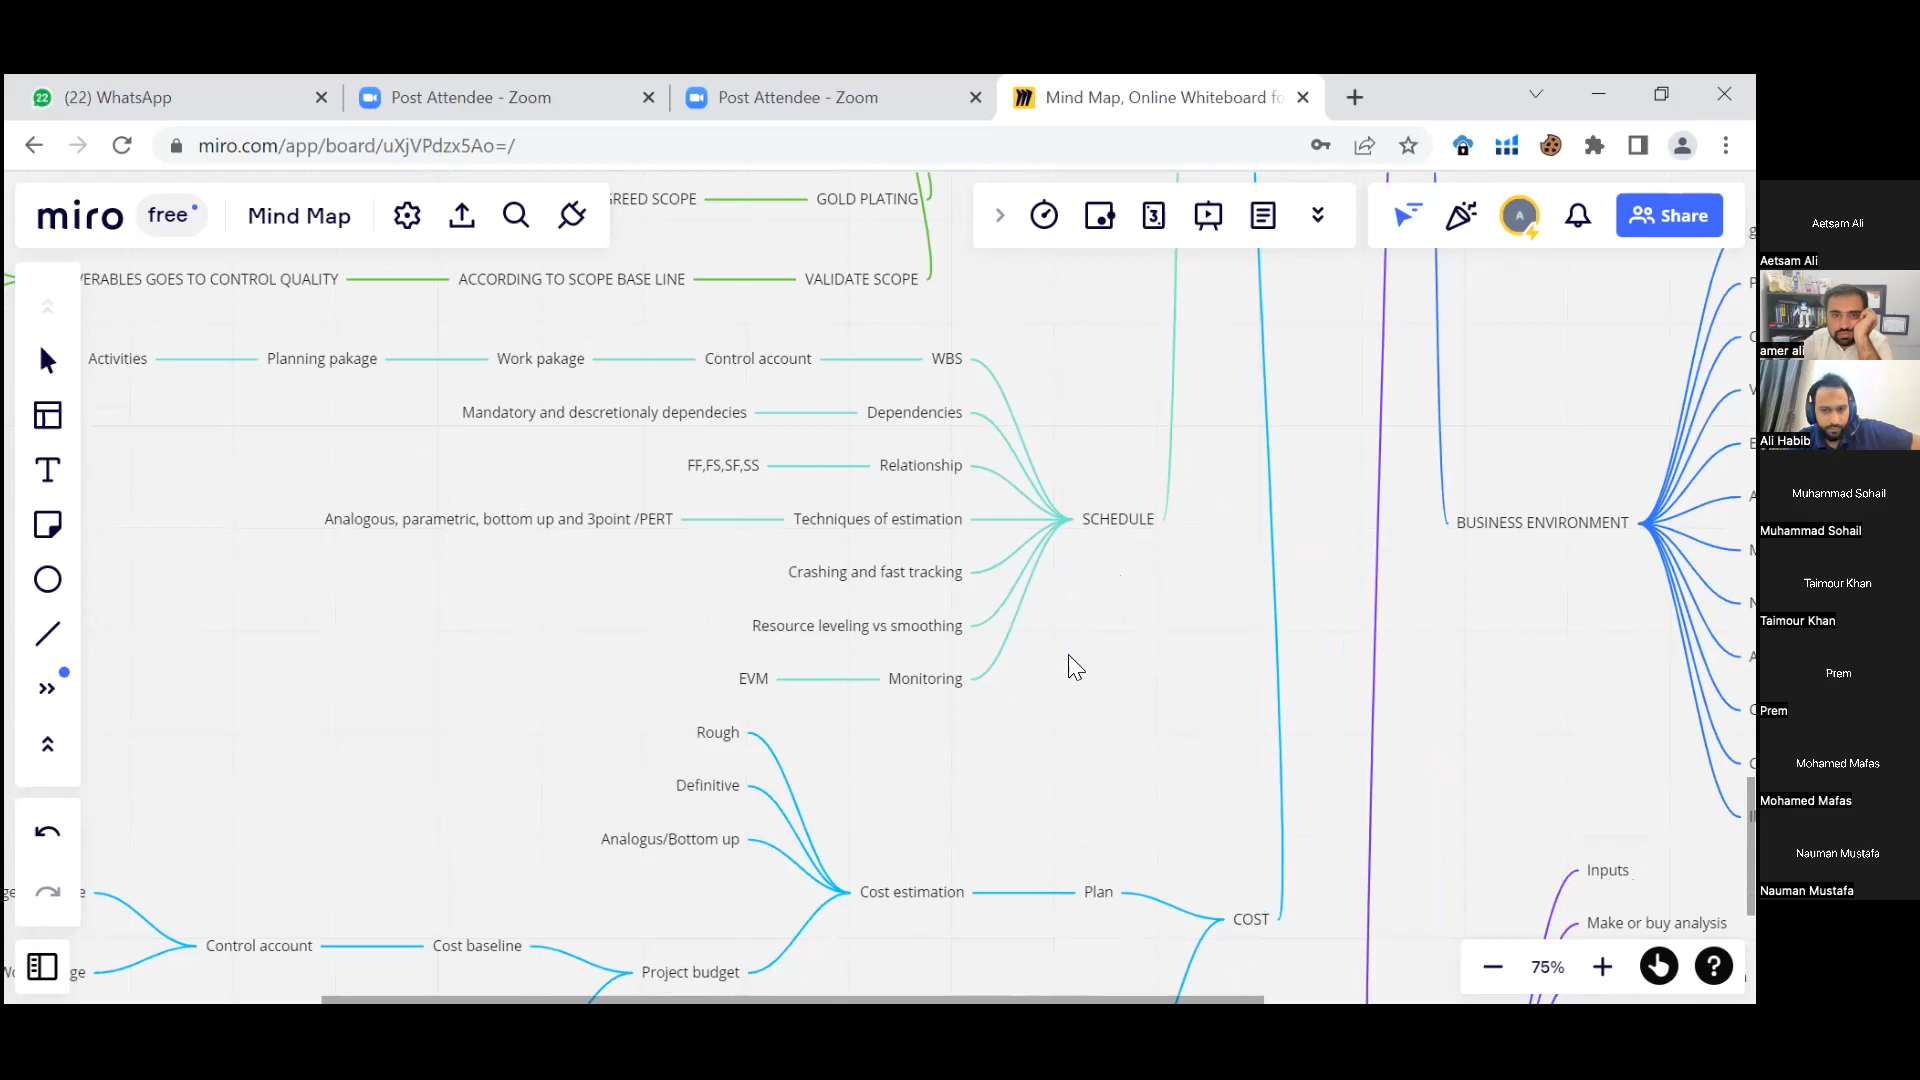 22 (22) WhatsApp
Post Attendee - Zoom
Post Attendee - Zoom
Mind Map, Online Whiteboard fo
miro.com/app/board/uXjVPdzx5Ao=/
miro free Mind Map
REED SCOPE GOLD PLATING
3 A Share
VERABLES GOES TO CONTROL QUALITY ACCORDING TO SCOPE BASE LINE VALIDATE SCOPE
Activities Planning pakage Work pakage Control account WBS
Mandatory and descretionaly dependecies Dependencies
FF,FS,SF,SS Relationship
Analogous, parametric, bottom up and 3point /PERT Techniques of estimation SCHEDULE
BUSINESS ENVIRONMENT
Crashing and fast tracking
Resource leveling vs smoothing
EVM Monitoring
Rough
Definitive
Analogus/Bottom up
Cost estimation Plan COST
Control account Cost baseline
Project budget
Inputs
Make or buy analysis
75%
Aetsam Ali
Aetsam Ali
amer ali
Ali Habib
Muhammad Sohail
Muhammad Sohail
Taimour Khan
Taimour Khan
Prem
Prem
Mohamed Mafas
Mohamed Mafas
Nauman Mustafa
Nauman Mustafa